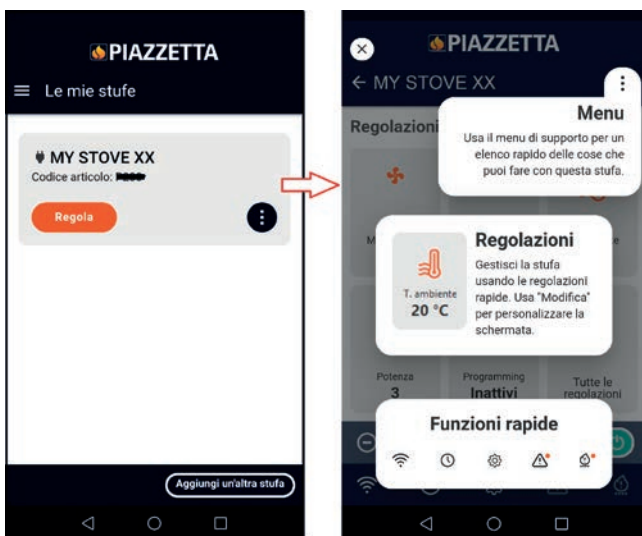 PIAZZETTA
Le mie stufe
MY STOVE XX
Codice articolo:
Regola
Aggiungi un'altra stufa
PIAZZETTA
MY STOVE XX
Menu
Usa il menu di supporto per un
elenco rapido delle cose che
puoi fare con questa stufa.
Regolazioni
Regolazioni
Gestisci la stufa
usando le regolazioni
rapide. Usa "Modifica"
per personalizzare la
schermata.
T. ambiente
20 °C
Potenza
3
Programming
Inattivi
Tutte le
regolazioni
Funzioni rapide